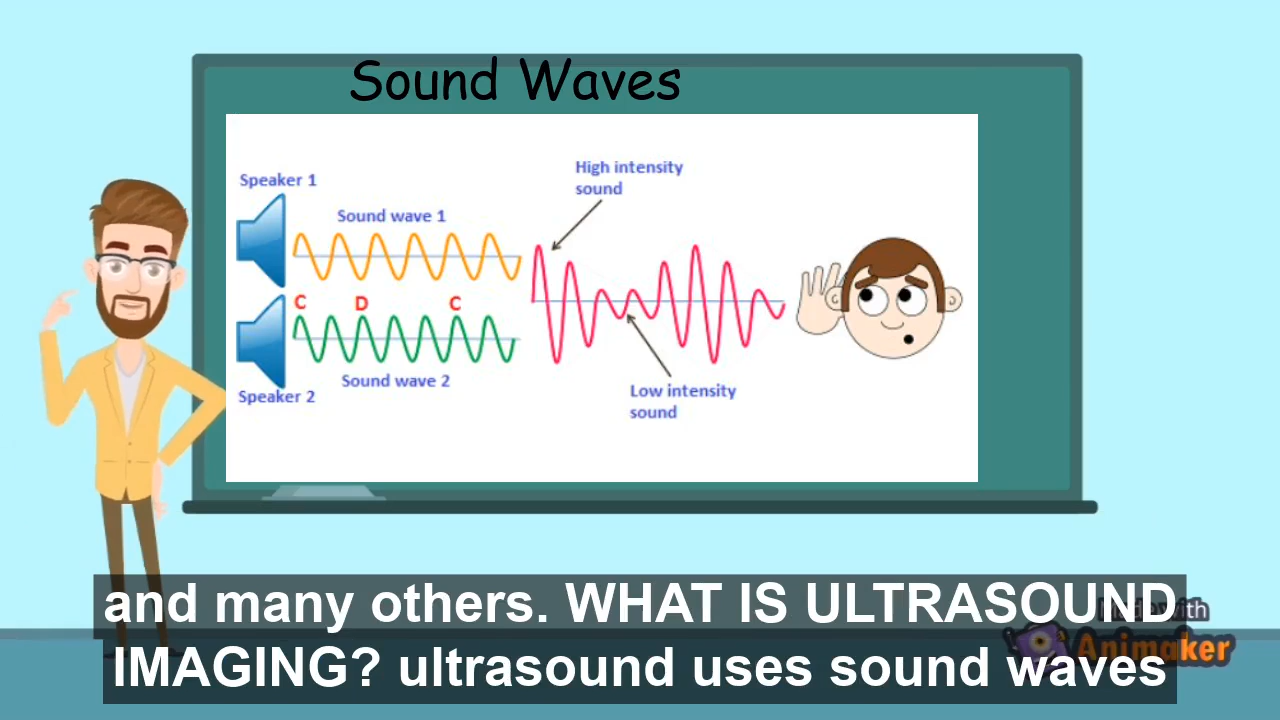 Sound Waves
High intensity
sound
Speaker 1
Sound wave 1
C D C
Sound wave 2
Speaker 2
Low intensity
sound
and many others. WHAT IS ULTRASOUND
IMAGING? ultrasound uses sound waves
Animaker